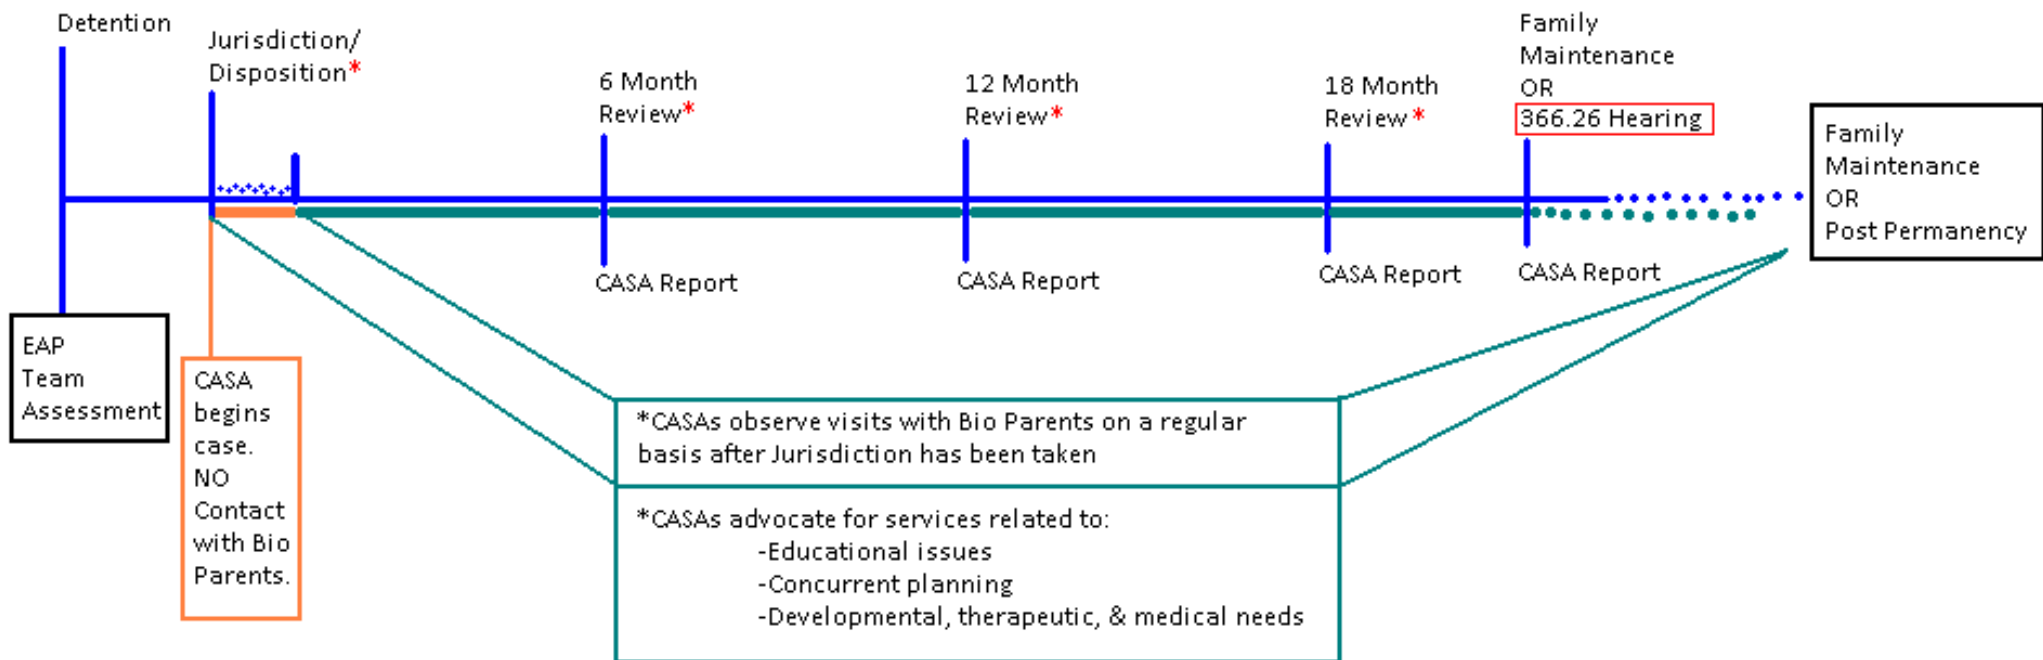 Detention
Jurisdiction/
Disposition*
6 Month
Review*
12 Month
Review*
18 Month
Review*
Family
Maintenance
OR
366.26 Hearing
Family
Maintenance
OR
Post Permanency
CASA Report
CASA Report
CASA Report
CASA Report
EAP
Team
Assessment
CASA
begins
case.
NO
Contact
with Bio
Parents.
*CASAs observe visits with Bio Parents on a regular
basis after Jurisdiction has been taken
*CASAs advocate for services related to:
-Educational issues
-Concurrent planning
-Developmental, therapeutic, & medical needs